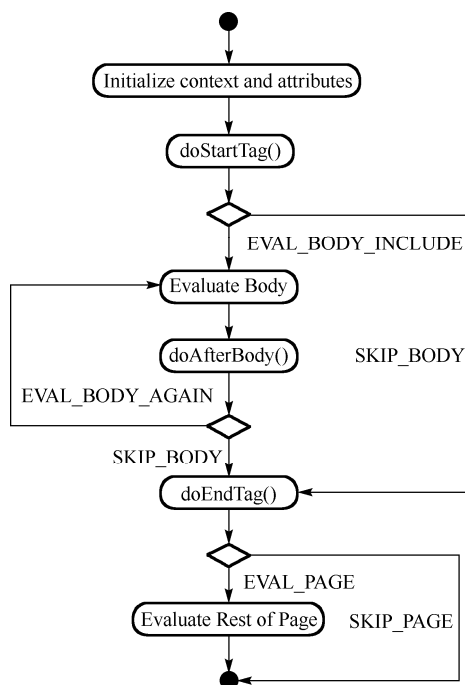 Initialize context and attributes
doStartTag()
EVAL_BODY_INCLUDE
Evaluate Body
doAfterBody()
SKIP_BODY
EVAL_BODY_AGAIN
SKIP_BODY
doEndTag()
EVAL_PAGE
Evaluate Rest of Page
SKIP_PAGE